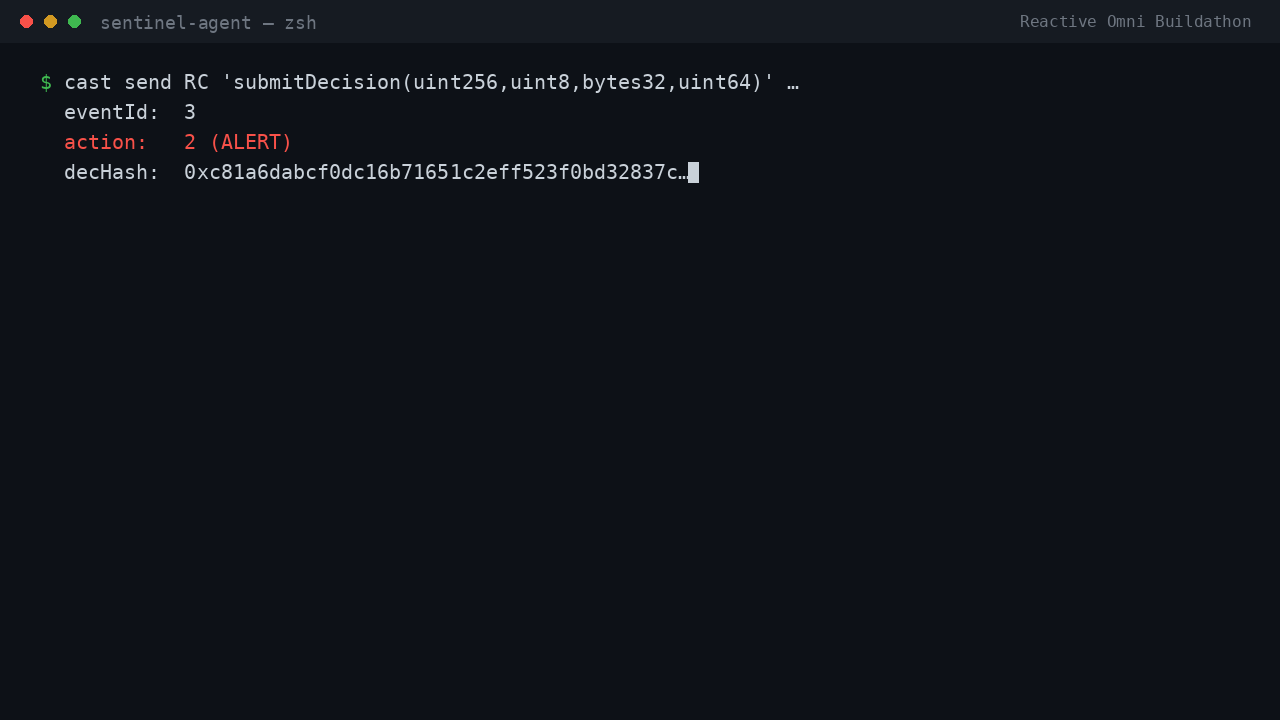 sentinel-agent — zsh
Reactive Omni Buildathon
$ cast send RC 'submitDecision(uint256,uint8,bytes32,uint64)' …
eventId: 3
action: 2 (ALERT)
decHash: 0xc81a6dabcf0dc16b71651c2eff523f0bd32837c…